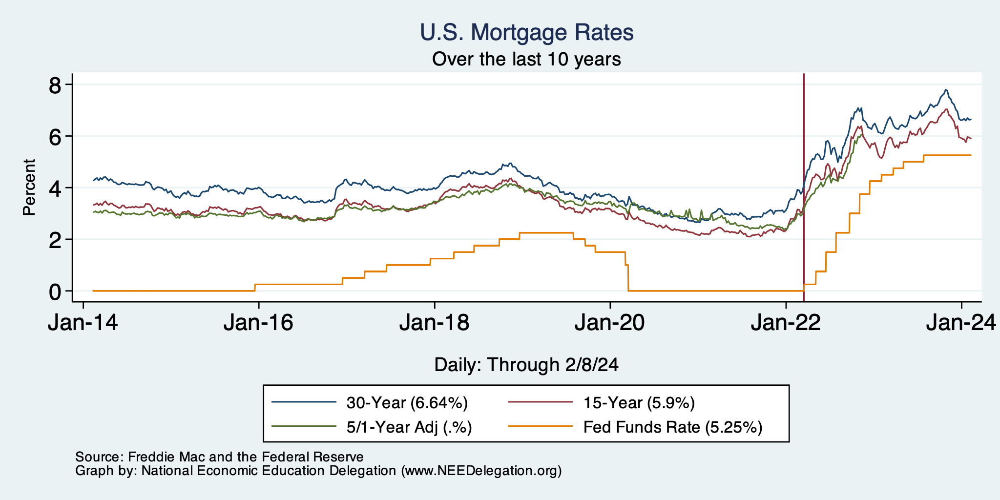 U.S. Mortgage Rates
Over the last 10 years
Percent
8
6
4
2
0
Jan-14 Jan-16 Jan-18 Jan-20 Jan-22 Jan-24
Daily: Through 2/8/24
30-Year (6.64%) 15-Year (5.9%)
5/1-Year Adj (.%) Fed Funds Rate (5.25%)
Source: Freddie Mac and the Federal Reserve
Graph by: National Economic Education Delegation (www.NEEDelegation.org)